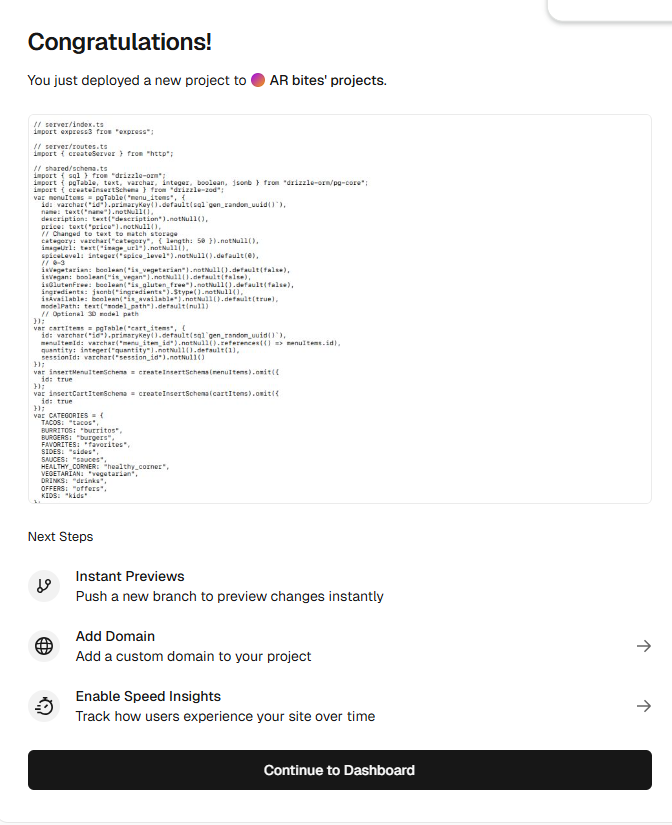 Congratulations!
You just deployed a new project to AR bites' projects.
// server/index.ts
import express3 from "express";
// server/routes.ts
import { createServer } from "http";
// shared/schema.ts
import { sql } from "drizzle-orm";
import { pgTable, text, varchar, integer, boolean, jsonb } from "drizzle-orm/pg-core";
import { createInsertSchema } from "drizzle-zod";
var menuItems = pgTable("menu_items", {
id: varchar("id").primaryKey().default(sql`gen_random_uuid()`),
name: text("name").notNull(),
description: text("description").notNull(),
price: text("price").notNull(),
// Changed to text to match storage
category: varchar("category", { length: 50 }).notNull(),
imageUrl: text("image_url").notNull(),
spiceLevel: integer("spice_level").notNull().default(0),
// 0-3
isVegetarian: boolean("is_vegetarian").notNull().default(false),
isVegan: boolean("is_vegan").notNull().default(false),
isGlutenFree: boolean("is_gluten_free").notNull().default(false),
ingredients: jsonb("ingredients").$type().notNull(),
isAvailable: boolean("is_available").notNull().default(true),
modelPath: text("model_path").default(null)
// Optional 3D model path
});
var cartItems = pgTable("cart_items", {
id: varchar("id").primaryKey().default(sql`gen_random_uuid()`),
menuItemId: varchar("menu_item_id").notNull().references(() => menuItems.id),
quantity: integer("quantity").notNull().default(1),
sessionId: varchar("session_id").notNull()
});
var insertMenuItemSchema = createInsertSchema(menuItems).omit({
id: true
});
var insertCartItemSchema = createInsertSchema(cartItems).omit({
id: true
});
var CATEGORIES = {
TACOS: "tacos",
BURRITOS: "burritos",
BURGERS: "burgers",
FAVORITES: "favorites",
SIDES: "sides",
SAUCES: "sauces",
HEALTHY_CORNER: "healthy_corner",
VEGETARIAN: "vegetarian",
DRINKS: "drinks",
OFFERS: "offers",
KIDS: "kids"
Next Steps
Instant Previews
Push a new branch to preview changes instantly
Add Domain
Add a custom domain to your project
Enable Speed Insights
Track how users experience your site over time
Continue to Dashboard